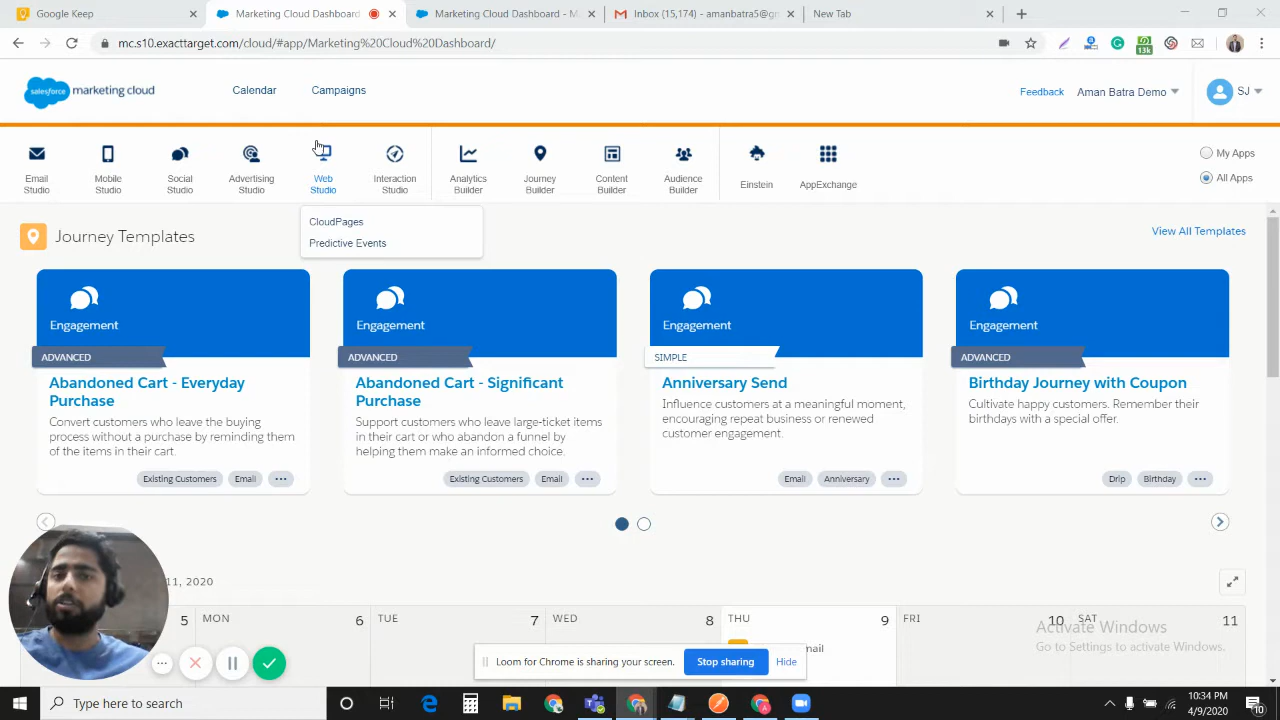 Google Keep
Marketing Cloud Dashboard
Marketing Cloud Dashboard - M
Inbox (15,174) - amanbatra5@g
New Tab
mc.s10.exacttarget.com/cloud/#app/Marketing%20Cloud%20Dashboard/
13k
salesforce
marketing cloud
Calendar
Campaigns
Feedback
Aman Batra Demo
SJ
Email
Studio
Mobile
Studio
Social
Studio
Advertising
Studio
Web
Studio
Interaction
Studio
Analytics
Builder
Journey
Builder
Content
Builder
Audience
Builder
Einstein
AppExchange
My Apps
All Apps
CloudPages
Predictive Events
Journey Templates
View All Templates
Engagement
ADVANCED
Abandoned Cart - Everyday
Purchase
Convert customers who leave the buying
process without a purchase by reminding them
of the items in their cart.
Existing Customers
Email
Engagement
ADVANCED
Abandoned Cart - Significant
Purchase
Support customers who leave large-ticket items
in their cart or who abandon a funnel by
helping them make an informed choice.
Existing Customers
Email
Engagement
SIMPLE
Anniversary Send
Influence customers at a meaningful moment,
encouraging repeat business or renewed
customer engagement.
Email
Anniversary
Engagement
ADVANCED
Birthday Journey with Coupon
Cultivate happy customers. Remember their
birthdays with a special offer.
Drip
Birthday
11, 2020
5
MON
6
TUE
7
WED
8
THU
9
FRI
10
SAT
11
Loom for Chrome is sharing your screen.
Stop sharing
Hide
Activate Windows
Go to Settings to activate Windows.
Type here to search
10:34 PM
4/9/2020